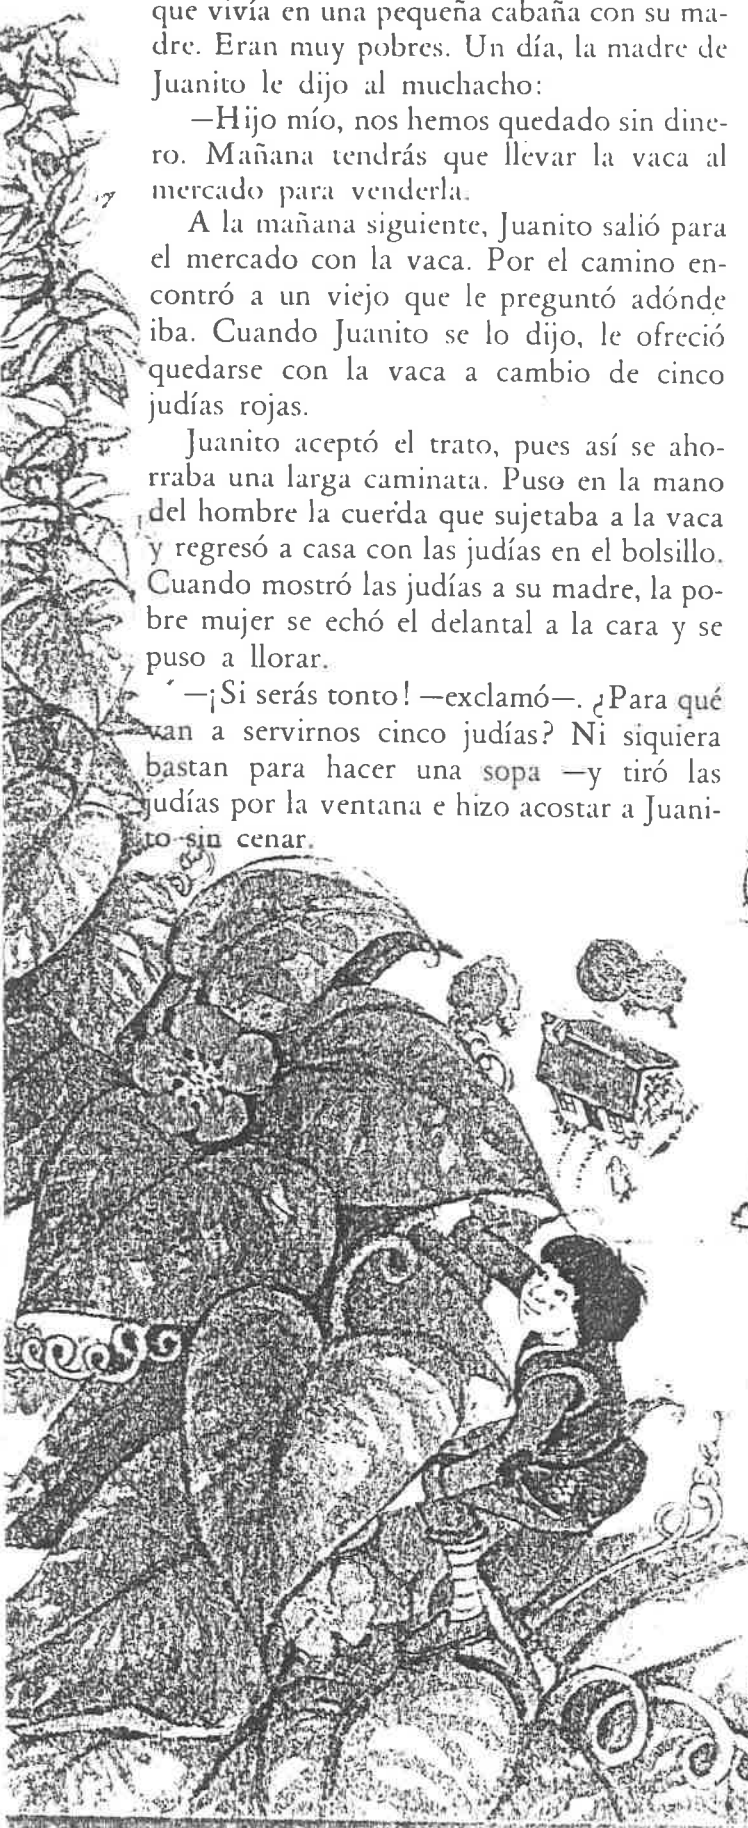 que vivía en una pequeña cabaña con su ma-
dre. Eran muy pobres. Un día, la madre de
Juanito le dijo al muchacho:
—Hijo mío, nos hemos quedado sin dine-
ro. Mañana tendrás que llevar la vaca al
mercado para venderla.
A la mañana siguiente, Juanito salió para
el mercado con la vaca. Por el camino en-
contró a un viejo que le preguntó adónde
iba. Cuando Juanito se lo dijo, le ofreció
quedarse con la vaca a cambio de cinco
judías rojas.
Juanito aceptó el trato, pues así se aho-
rraba una larga caminata. Puso en la mano
del hombre la cuerda que sujetaba a la vaca
y regresó a casa con las judías en el bolsillo.
Cuando mostró las judías a su madre, la po-
bre mujer se echó el delantal a la cara y se
puso a llorar.
—¡Si serás tonto! —exclamó—. ¿Para qué
van a servirnos cinco judías? Ni siquiera
bastan para hacer una sopa —y tiró las
judías por la ventana e hizo acostar a Juani-
to sin cenar.